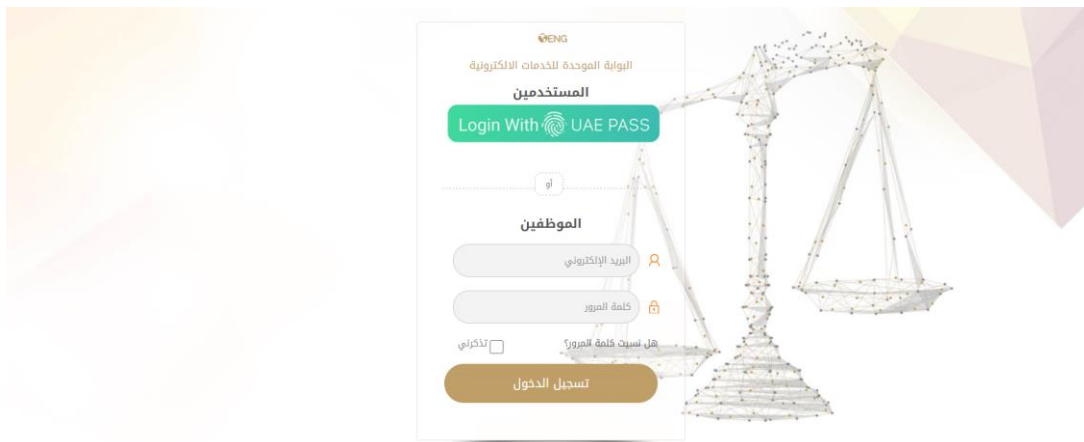 ENG
البوابة الموحدة للخدمات الالكترونية
المستخدمين
Login With UAE PASS
أو
الموظفين
البريد الإلكتروني
كلمة المرور
هل نسيت كلمة المرور؟ تذكرني
تسجيل الدخول